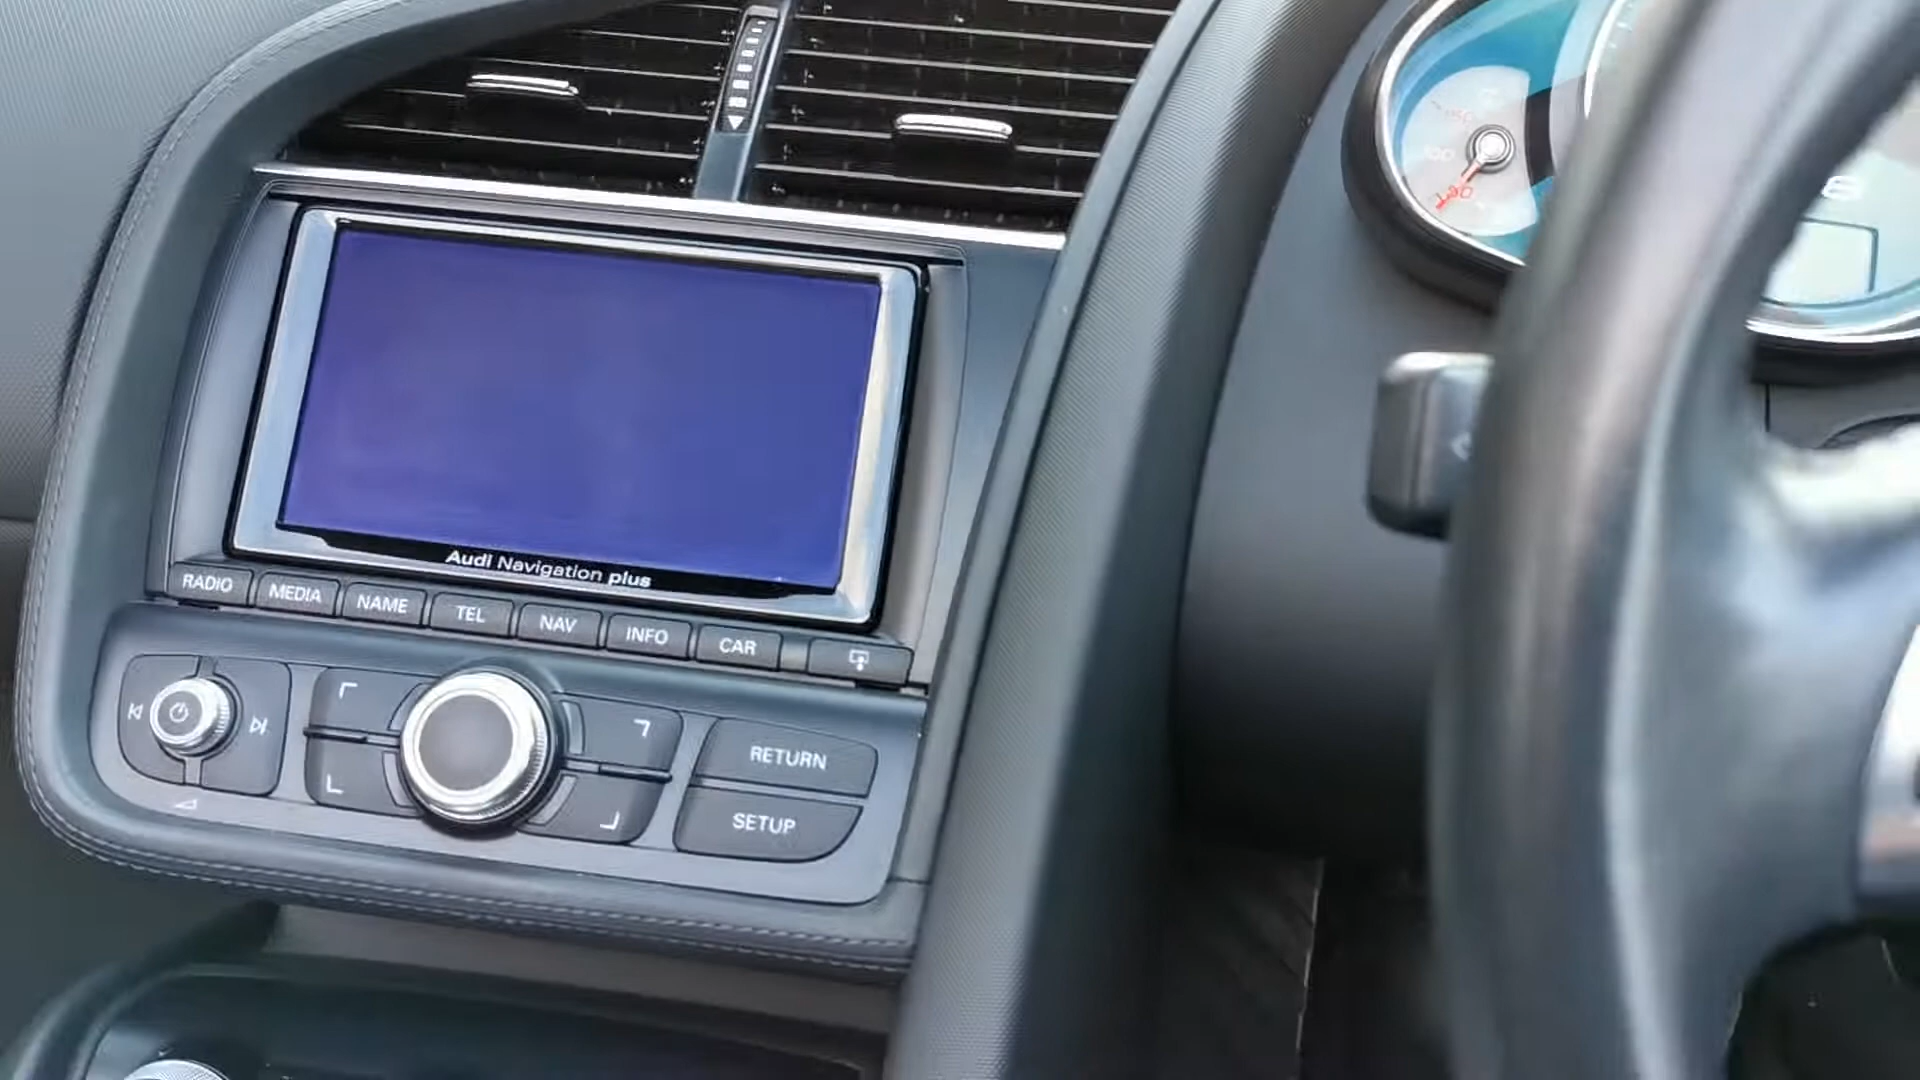 Audi Navigation plus
RADIO MEDIA NAME TEL NAV INFO CAR
RETURN
SETUP